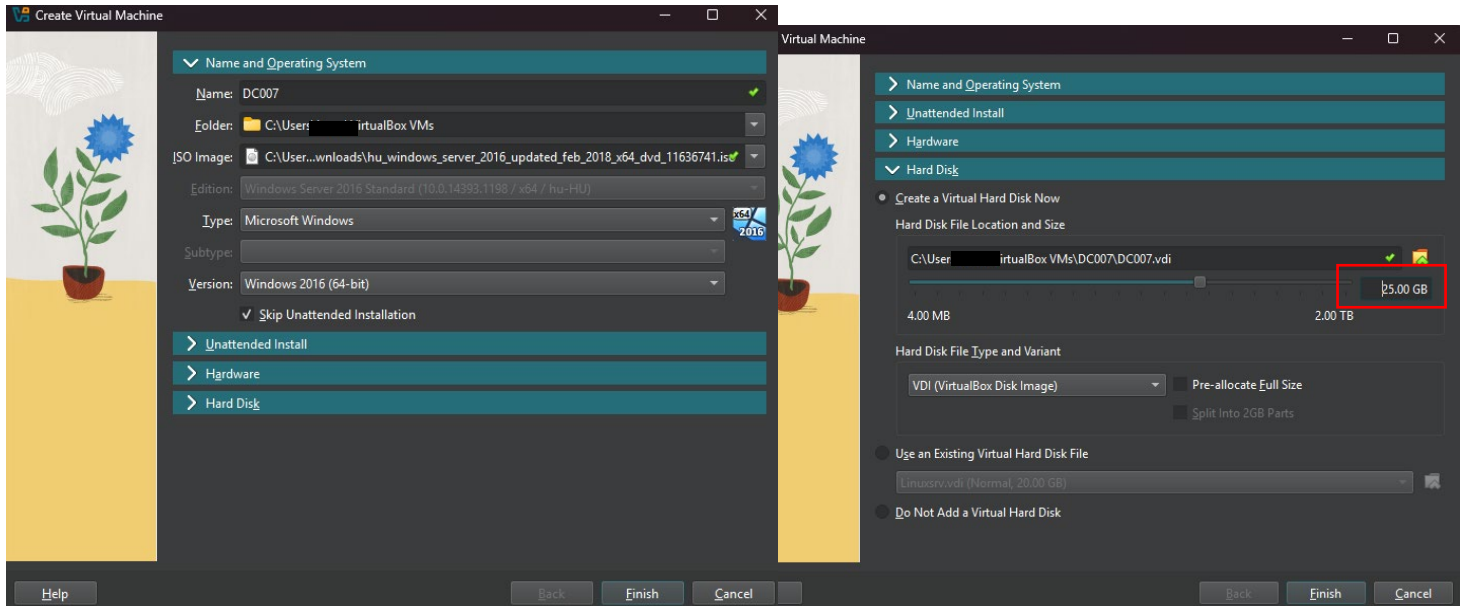 Create Virtual Machine
Name and Operating System
Name: DC007
Folder: C:\Users irtualBox VMs
ISO Image: C:\User...wnloads\hu_windows_server_2016_updated_feb_2018_x64_dvd_11636741.iso
Edition: Windows Server 2016 Standard (10.0.14393.1198 / x64 / hu-HU)
Type: Microsoft Windows
x64
2016
Subtype:
Version: Windows 2016 (64-bit)
Skip Unattended Installation
Unattended Install
Hardware
Hard Disk
Help Back Finish Cancel
Virtual Machine
Name and Operating System
Unattended Install
Hardware
Hard Disk
Create a Virtual Hard Disk Now
Hard Disk File Location and Size
C:\User irtualBox VMs\DC007\DC007.vdi
25.00 GB
4.00 MB 2.00 TB
Hard Disk File Type and Variant
VDI (VirtualBox Disk Image) Pre-allocate Full Size
Split Into 2GB Parts
Use an Existing Virtual Hard Disk File
Linuxsrv.vdi (Normal, 20.00 GB)
Do Not Add a Virtual Hard Disk
Back Finish Cancel